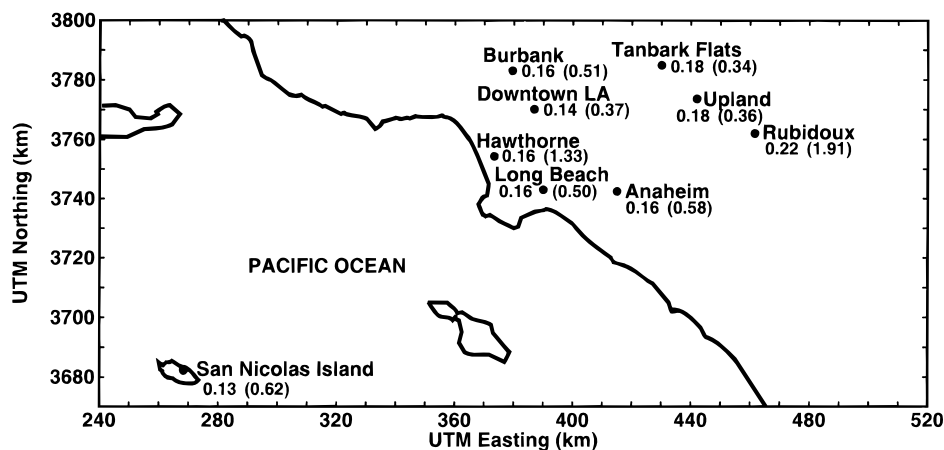 3800
3780
3760
3740
3720
3700
3680
UTM Northing (km)
Burbank
0.16 (0.51)
Tanbark Flats
0.18 (0.34)
Downtown LA
0.14 (0.37)
Upland
0.18 (0.36)
Rubidoux
0.22 (1.91)
Hawthorne
0.16 (1.33)
Long Beach
0.16 (0.50)
Anaheim
0.16 (0.58)
PACIFIC OCEAN
San Nicolas Island
0.13 (0.62)
240 280 320 360 400 440 480 520
UTM Easting (km)